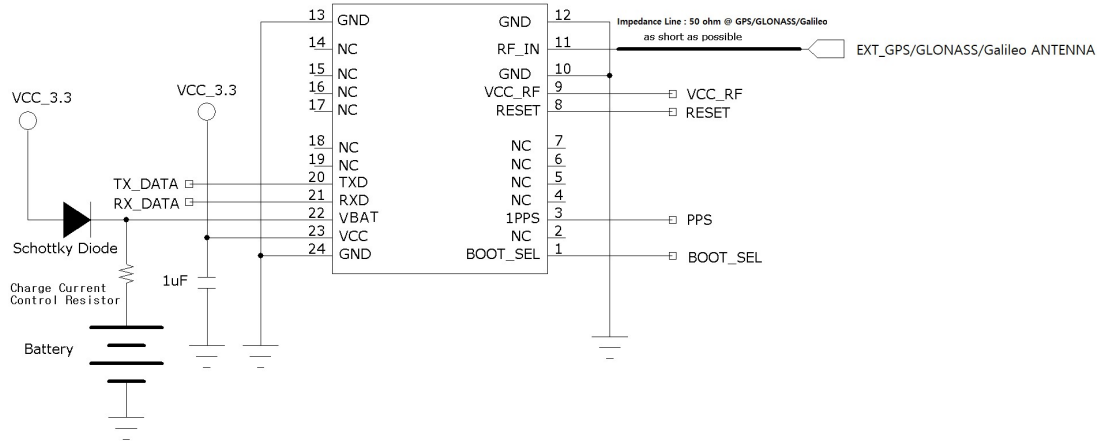 13 GND GND 12 Impedance Line : 50 ohm @ GPS/GLONASS/Galileo
as short as possible
14 NC RF_IN 11 EXT_GPS/GLONASS/Galileo ANTENNA
15 NC GND 10
VCC_3.3 VCC_3.3 16 NC VCC_RF 9 VCC_RF
17 NC RESET 8 RESET
18 NC NC 7
19 NC NC 6
TX_DATA 20 TXD NC 5
RX_DATA 21 RXD NC 4
22 VBAT 1PPS 3 PPS
Schottky Diode 23 VCC NC 2
24 GND BOOT_SEL 1 BOOT_SEL
1uF
Charge Current
Control Resistor
Battery